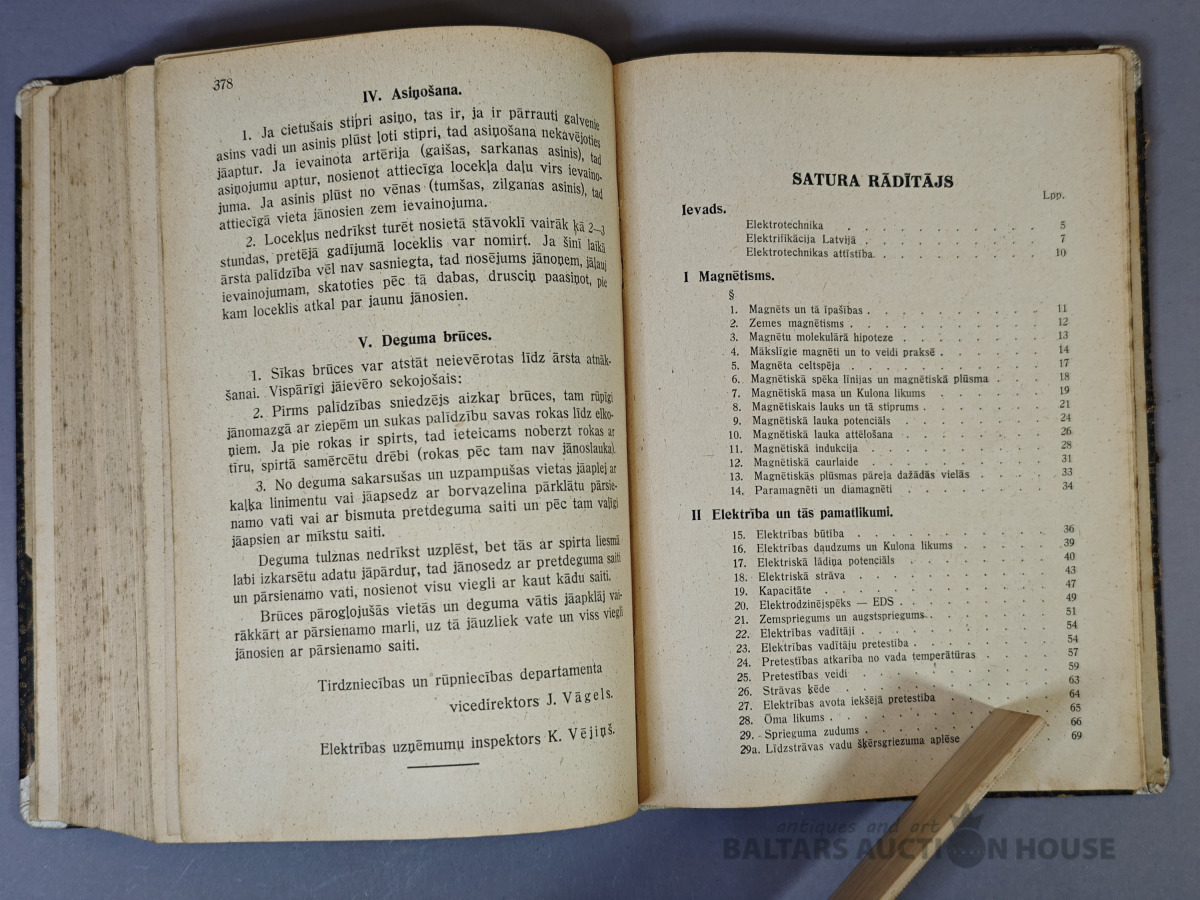 378
IV. Asiņošana.
1. Ja cietušais stipri asiņo, tas ir, ja ir pārrauti galvenie
asins vadi un asinis plūst ļoti stipri, tad asiņošana nekavējoties
jāaptur. Ja ievainota artērija (gaišas, sarkanas asinis), tad
asiņojumu aptur, nosienot attiecīga locekļa daļu virs ievaino-
juma. Ja asinis plūst no vēnas (tumšas, zilganas asinis), tad
attiecīgā vieta jānosien zem ievainojuma.
2. Locekļus nedrīkst turēt nosietā stāvoklī vairāk kā 2—3
stundas, pretējā gadījumā loceklis var nomirt. Ja šinī laikā
ārsta palīdzība vēl nav sasniegta, tad nosējums jānoņem, jāļauj
ievainojumam, skatoties pēc tā dabas, drusciņ paasiņot, pie
kam loceklis atkal par jaunu jānosien.
V. Deguma brūces.
1. Sīkas brūces var atstāt neievērotas līdz ārsta atnāk-
šanai. Vispārīgi jāievēro sekojošais:
2. Pirms palīdzības sniedzējs aizkaŗ brūces, tam rūpīgi
jānomazgā ar ziepēm un sukas palīdzību savas rokas līdz elko-
ņiem. Ja pie rokas ir spirts, tad ieteicams noberzt rokas ar
tīru, spirtā samērcētu drēbi (rokas pēc tam nav jānoslauka).
3. No deguma sakarsušas un uzpampušas vietas jāaplej ar
kaļķa linimentu vai jāapsedz ar borvazelina pārklātu pārsie-
namo vati vai ar bismuta pretdeguma saiti un pēc tam vaļīgi
jāapsien ar mīkstu saiti.
Deguma tulznas nedrīkst uzplēst, bet tās ar spirta liesmā
labi izkarsētu adatu jāpārduŗ, tad jānosedz ar pretdeguma saiti
un pārsienamo vati, nosienot visu viegli ar kaut kādu saiti.
Brūces pārogļojušās vietās un deguma vātis jāapklāj vai-
rākkārt ar pārsienamo marli, uz tā jāuzliek vate un viss viegli
jānosien ar pārsienamo saiti.
Tirdzniecības un rūpniecības departamenta
vicedirektors J. Vāgels.
Elektrības uzņēmumu inspektors K. Vējiņš.
SATURA RĀDĪTĀJS
Lpp.
Ievads.
Elektrotechnika 5
Elektrifikācija Latvijā 7
Elektrotechnikas attīstība 10
I Magnētisms.
§
1. Magnēts un tā īpašības 11
2. Zemes magnētisms 12
3. Magnētu molekulārā hipoteze 13
4. Mākslīgie magnēti un to veidi praksē 14
5. Magnēta celtspēja 17
6. Magnētiskā spēka līnijas un magnētiskā plūsma 18
7. Magnētiskā masa un Kulona likums 19
8. Magnētiskais lauks un tā stiprums 21
9. Magnētiskā lauka potenciāls 24
10. Magnētiskā lauka attēlošana 26
11. Magnētiskā indukcija 28
12. Magnētiskā caurlaide 31
13. Magnētiskās plūsmas pāreja dažādās vielās 33
14. Paramagnēti un diamagnēti 34
II Elektrība un tās pamatlikumi.
15. Elektrības būtība 36
16. Elektrības daudzums un Kulona likums 39
17. Elektriskā lādiņa potenciāls 40
18. Elektriskā strāva 43
19. Kapacitāte 47
20. Elektrodzinējspēks — EDS 49
21. Zemspriegums un augstspriegums 51
22. Elektrības vadītāji 54
23. Elektrības vadītāju pretestība 54
24. Pretestības atkarība no vada temperātūras 57
25. Pretestības veidi 59
26. Strāvas ķēde 63
27. Elektrības avota iekšējā pretestība 64
28. Oma likums 65
29. Sprieguma zudums 66
29a. Līdzstrāvas vadu šķērsgriezuma aplēse 69
antiques and art
BALTARS AUCTION HOUSE